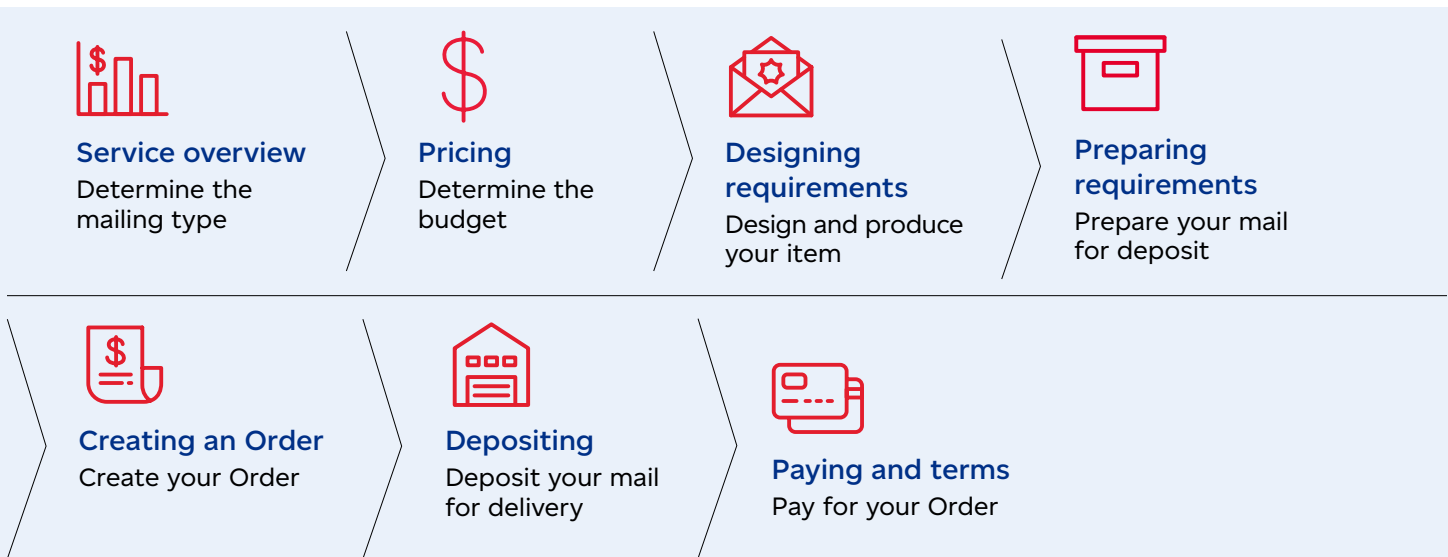 $
Service overview
Determine the
mailing type
$
Pricing
Determine the
budget
Designing
requirements
Design and produce
your item
Preparing
requirements
Prepare your mail
for deposit
$
Creating an Order
Create your Order
Depositing
Deposit your mail
for delivery
Paying and terms
Pay for your Order